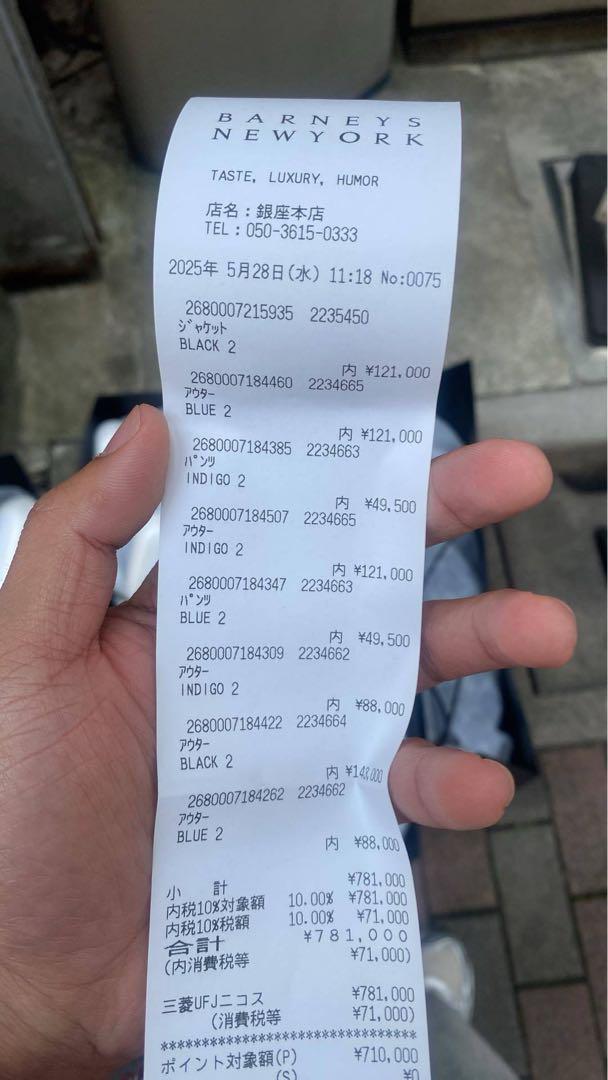 BARNEYS
NEWYORK
TASTE, LUXURY, HUMOR
店名：銀座本店
TEL：050-3615-0333
2025年 5月28日(水) 11:18 No:0075
2680007215935 2235450
ｼﾞｬｹｯﾄ
BLACK 2
内 ¥121,000
2680007184460 2234665
ｱｳﾀｰ
BLUE 2
内 ¥121,000
2680007184385 2234663
ﾊﾟﾝﾂ
INDIGO 2
内 ¥49,500
2680007184507 2234665
ｱｳﾀｰ
INDIGO 2
内 ¥121,000
2680007184347 2234663
ﾊﾟﾝﾂ
BLUE 2
内 ¥49,500
2680007184309 2234662
ｱｳﾀｰ
INDIGO 2
内 ¥88,000
2680007184422 2234664
ｱｳﾀｰ
BLACK 2
内 ¥143,000
2680007184262 2234662
ｱｳﾀｰ
BLUE 2
内 ¥88,000
小 計 ¥781,000
内税10%対象額 10.00% ¥781,000
内税10%税額 10.00% ¥71,000
合計 ¥781,000
(内消費税等 ¥71,000)
三菱UFJニコス ¥781,000
(消費税等 ¥71,000)
****************************************
ポイント対象額(P) ¥710,000
(S) ¥0